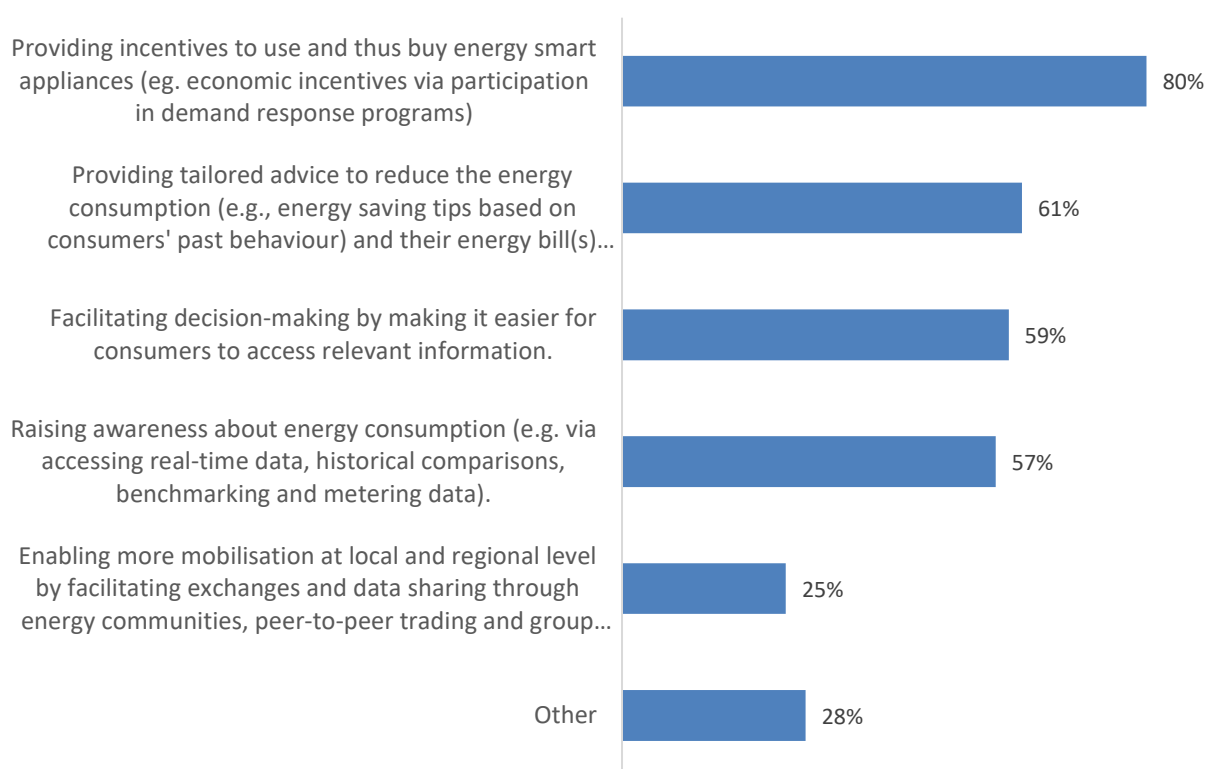 Providing incentives to use and thus buy energy smart
appliances (eg. economic incentives via participation
in demand response programs)
80%
Providing tailored advice to reduce the energy
consumption (e.g., energy saving tips based on
consumers' past behaviour) and their energy bill(s)…
61%
Facilitating decision-making by making it easier for
consumers to access relevant information.
59%
Raising awareness about energy consumption (e.g. via
accessing real-time data, historical comparisons,
benchmarking and metering data).
57%
Enabling more mobilisation at local and regional level
by facilitating exchanges and data sharing through
energy communities, peer-to-peer trading and group…
25%
Other
28%